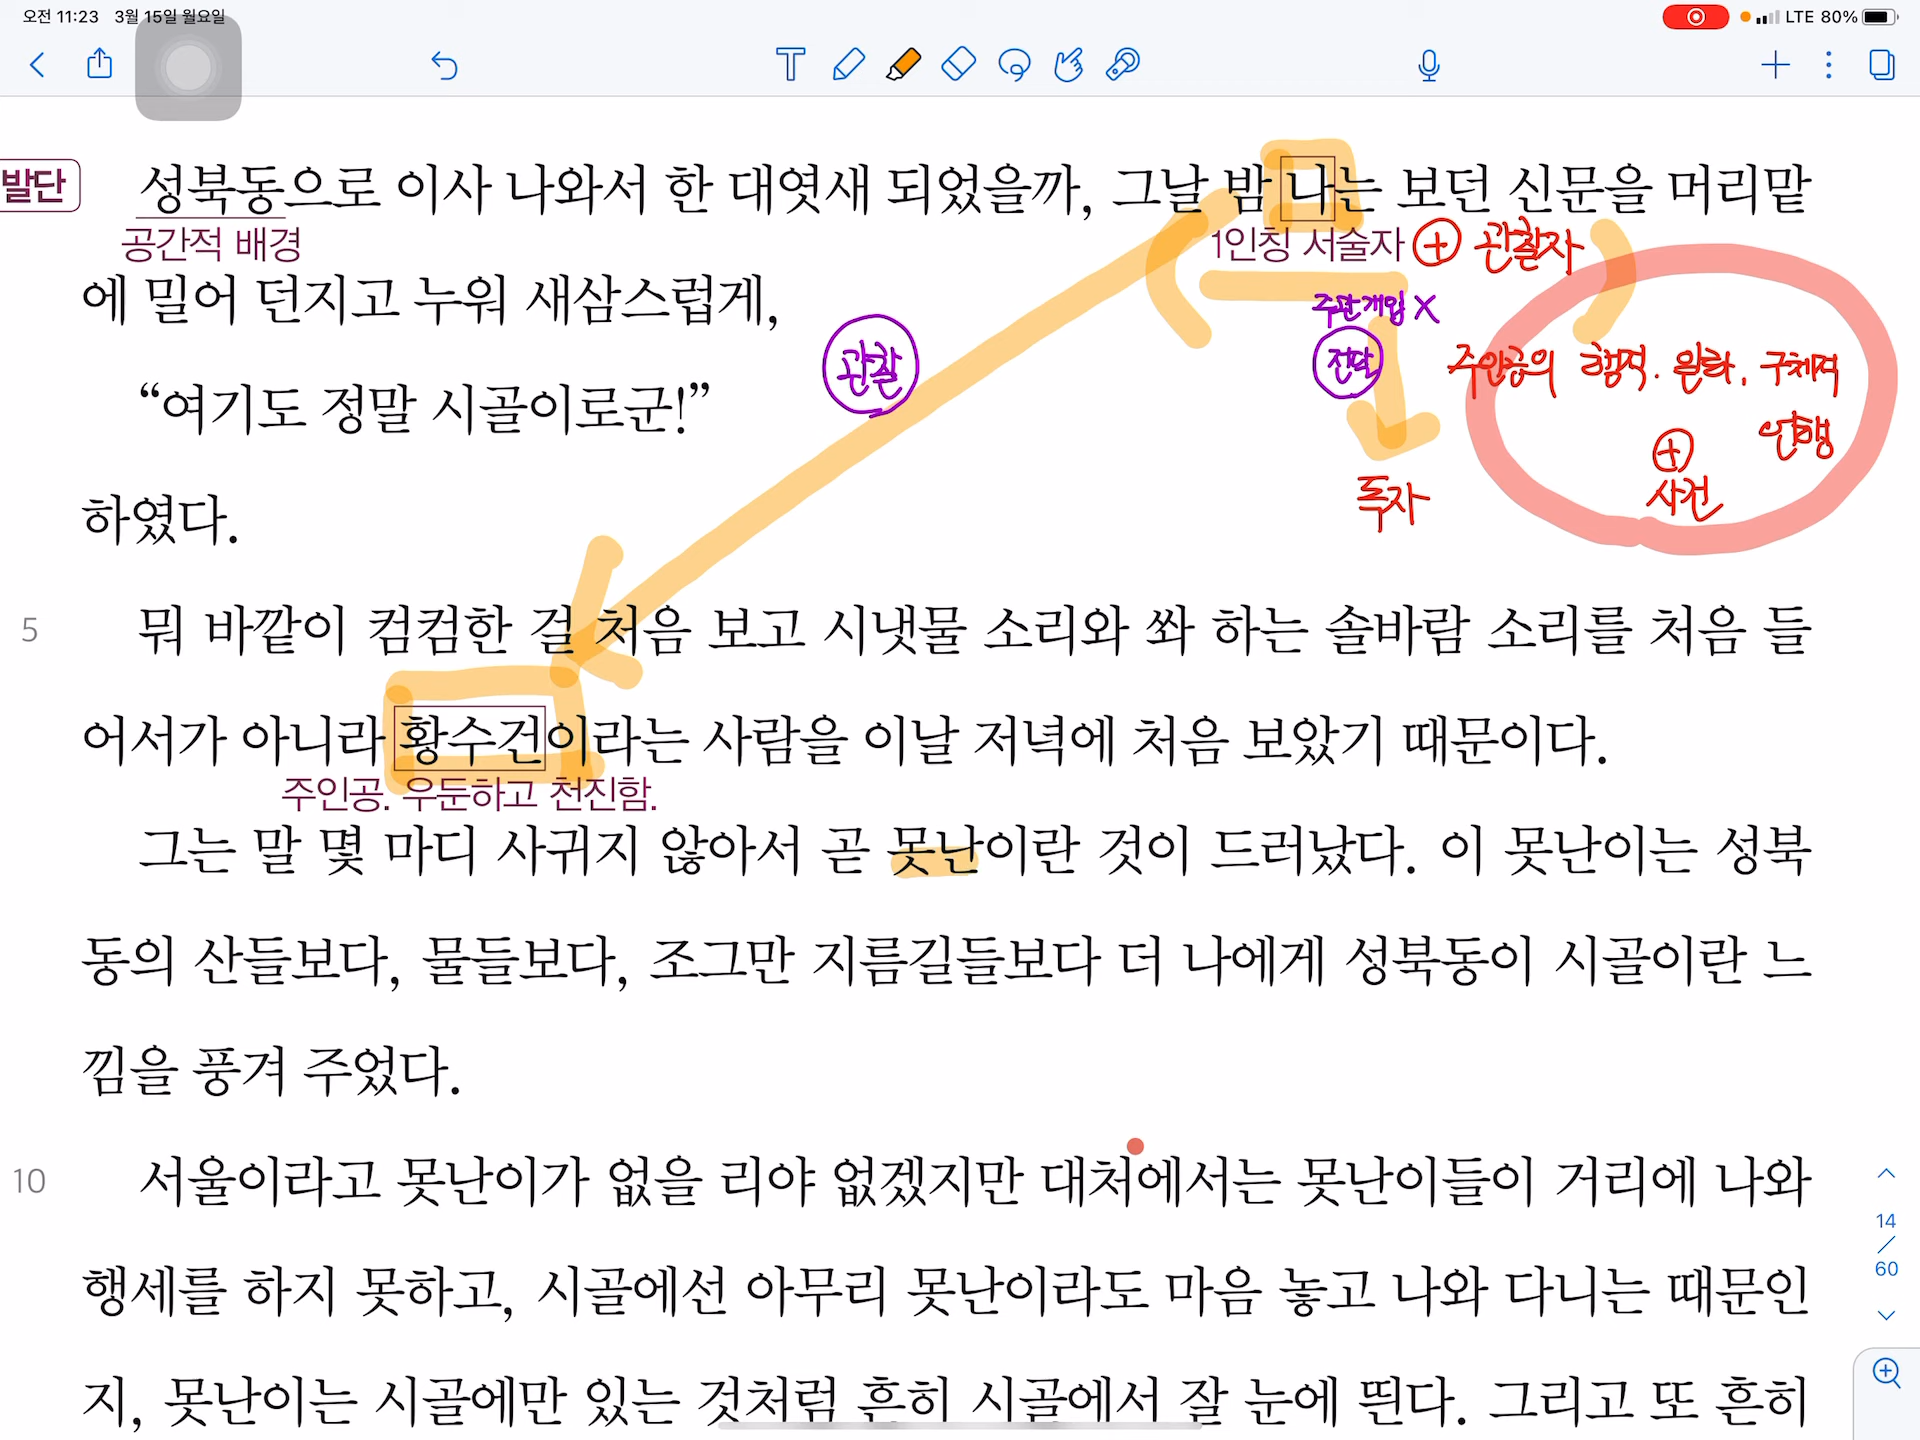 오전 11:23 3월 15일 월요일
LTE 80%
발단
성북동으로 이사 나와서 한 대엿새 되었을까, 그날 밤 나는 보던 신문을 머리맡
공간적 배경
1인칭 서술자 + 관찰자
에 밀어 던지고 누워 새삼스럽게,
주관개입 X
관찰
전달
주인공의 행적. 일화, 구체적
언행
“여기도 정말 시골이로군!”
+
사건
독자
하였다.
5
뭐 바깥이 컴컴한 걸 처음 보고 시냇물 소리와 쏴 하는 솔바람 소리를 처음 들
어서가 아니라 황수건이라는 사람을 이날 저녁에 처음 보았기 때문이다.
주인공. 우둔하고 천진함.
그는 말 몇 마디 사귀지 않아서 곧 못난이란 것이 드러났다. 이 못난이는 성북
동의 산들보다, 물들보다, 조그만 지름길들보다 더 나에게 성북동이 시골이란 느
낌을 풍겨 주었다.
10
서울이라고 못난이가 없을 리야 없겠지만 대처에서는 못난이들이 거리에 나와
행세를 하지 못하고, 시골에선 아무리 못난이라도 마음 놓고 나와 다니는 때문인
지, 못난이는 시골에만 있는 것처럼 흔히 시골에서 잘 눈에 띈다. 그리고 또 흔히
14
/
60